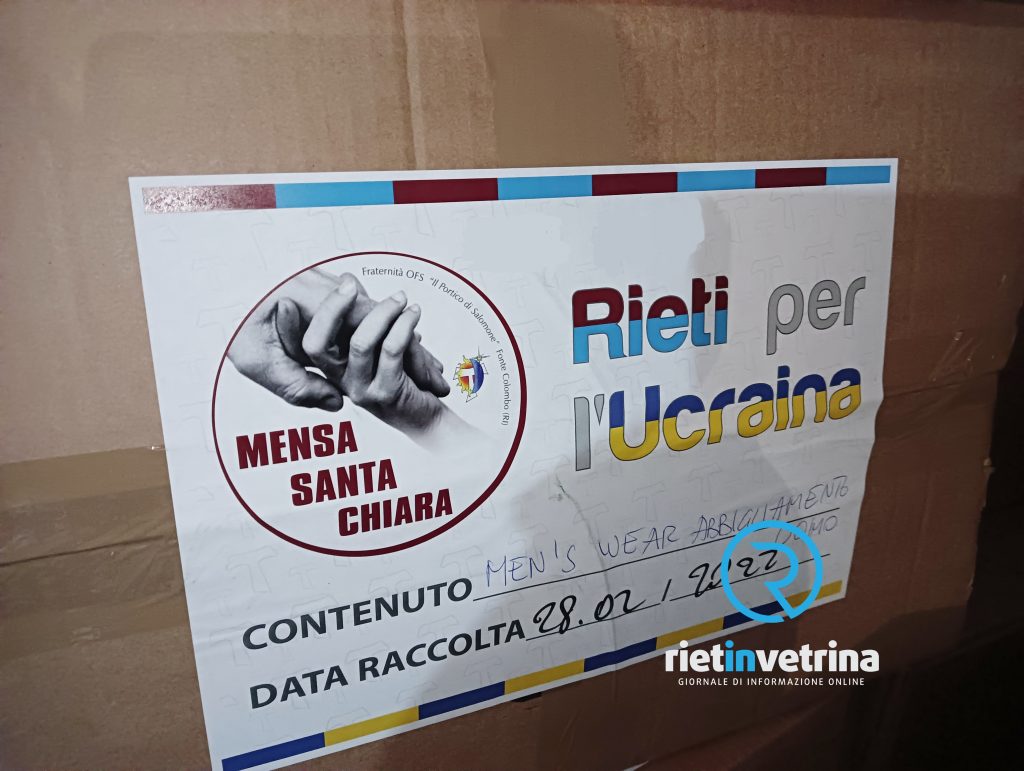 Fraternità OFS "Il Portico di Salomone" Fonte Colombo (RI)
MENSA
SANTA
CHIARA
Rieti per
l'Ucraina
CONTENUTO MEN'S WEAR ABBIGLIAMENTO
UOMO
DATA RACCOLTA 28.02/2022
rietinvetrina
GIORNALE DI INFORMAZIONE ONLINE